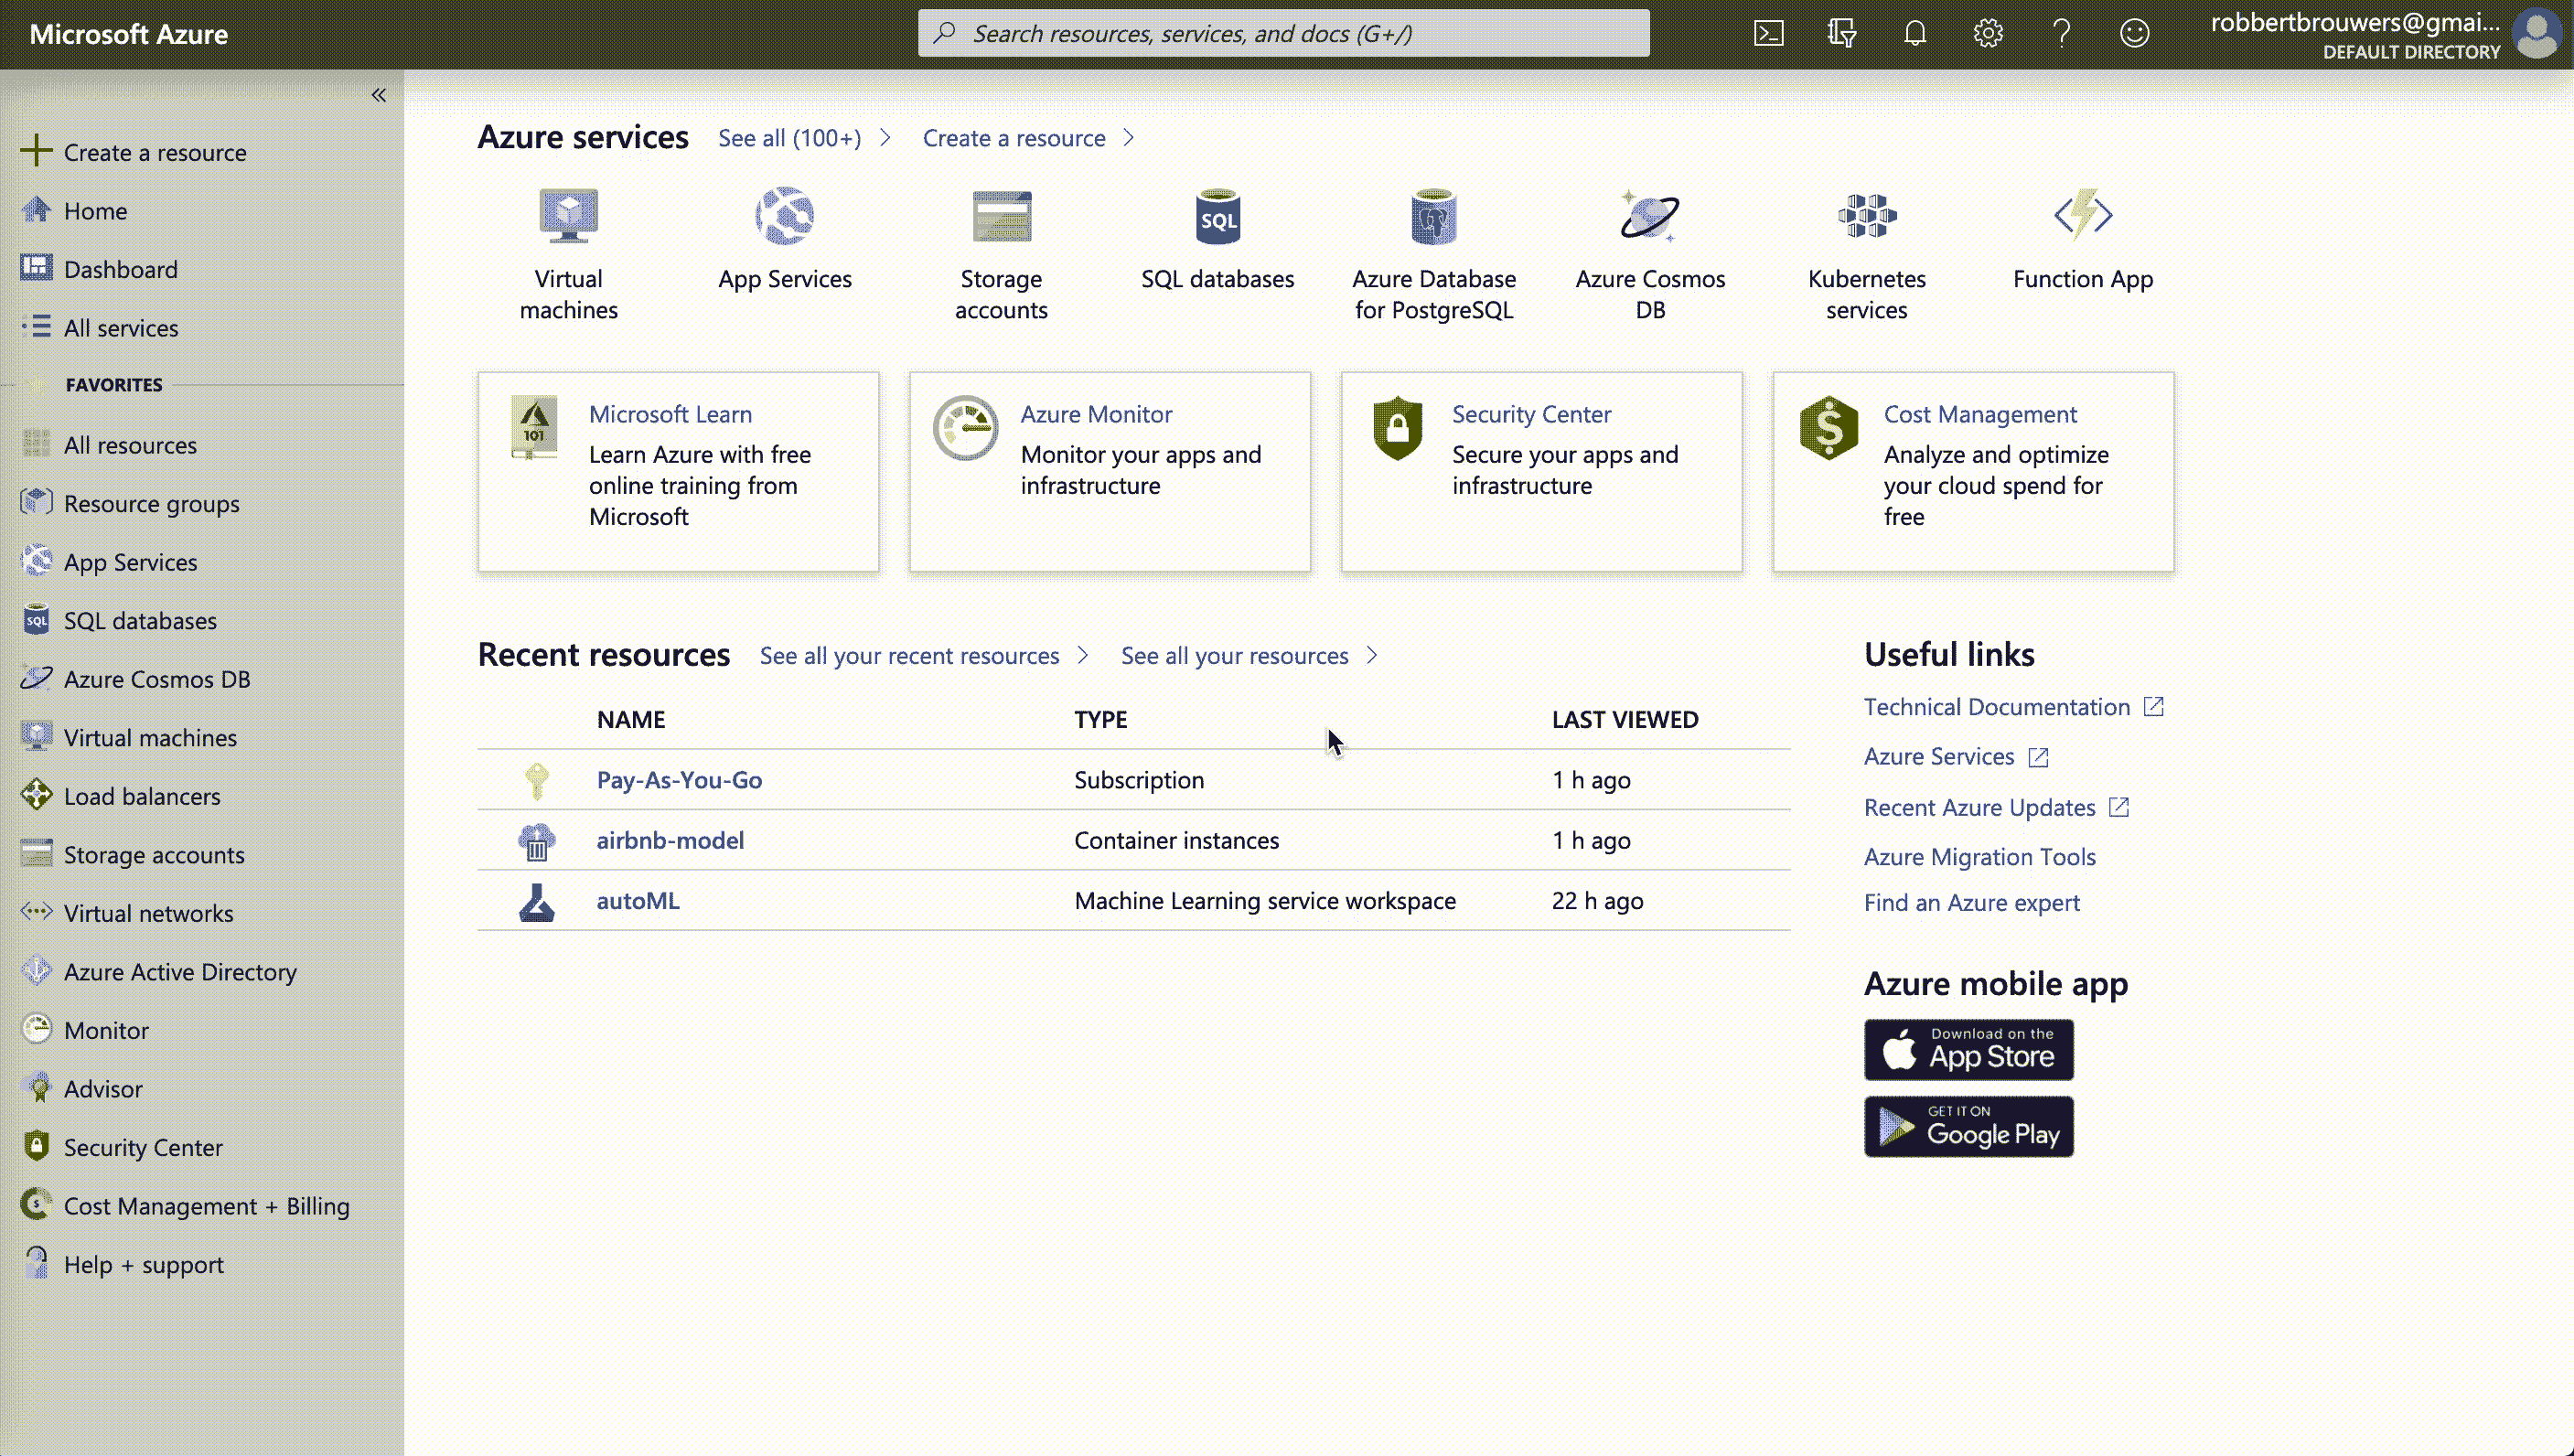 Microsoft Azure
Search resources, services, and docs (G+/)
robbertbrouwers@gmai...
DEFAULT DIRECTORY
«
Create a resource
Home
Dashboard
All services
FAVORITES
All resources
Resource groups
App Services
SQL databases
Azure Cosmos DB
Virtual machines
Load balancers
Storage accounts
Virtual networks
Azure Active Directory
Monitor
Advisor
Security Center
Cost Management + Billing
Help + support
Azure services See all (100+) > Create a resource >
Virtual
machines
App Services
Storage
accounts
SQL
SQL databases
Azure Database
for PostgreSQL
Azure Cosmos
DB
Kubernetes
services
Function App
101
Microsoft Learn
Learn Azure with free
online training from
Microsoft
Azure Monitor
Monitor your apps and
infrastructure
Security Center
Secure your apps and
infrastructure
Cost Management
Analyze and optimize
your cloud spend for
free
Recent resources See all your recent resources > See all your resources >
NAME TYPE LAST VIEWED
Pay-As-You-Go Subscription 1 h ago
airbnb-model Container instances 1 h ago
autoML Machine Learning service workspace 22 h ago
Useful links
Technical Documentation
Azure Services
Recent Azure Updates
Azure Migration Tools
Find an Azure expert
Azure mobile app
Download on the
App Store
GET IT ON
Google Play